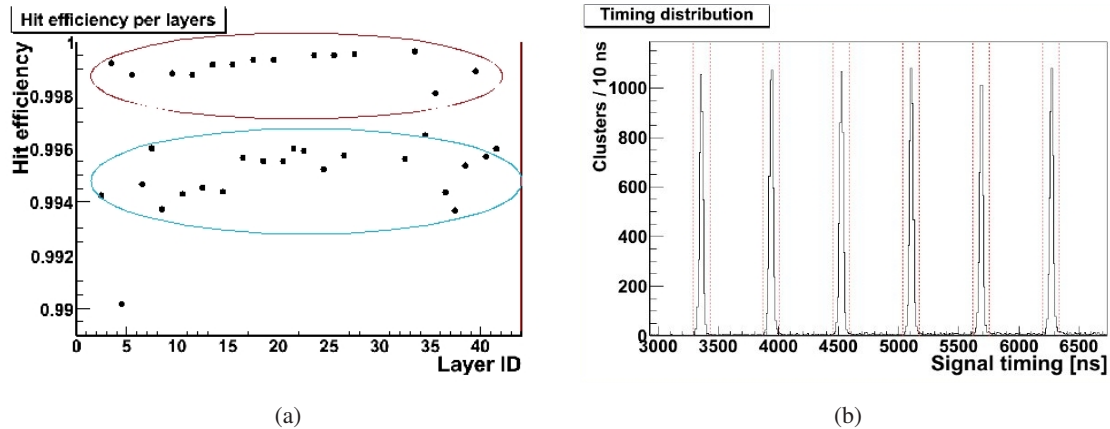 Hit efficiency per layers
Hit efficiency
1
0.998
0.996
0.994
0.992
0.99
0 5 10 15 20 25 30 35 40
Layer ID
(a)
Timing distribution
Clusters / 10 ns
1000
800
600
400
200
0
3000 3500 4000 4500 5000 5500 6000 6500
Signal timing [ns]
(b)